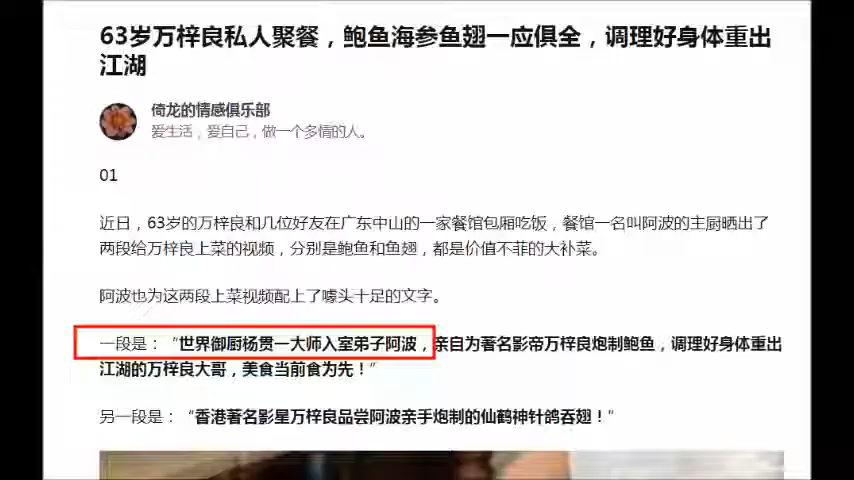 63岁万梓良私人聚餐，鲍鱼海参鱼翅一应俱全，调理好身体重出
江湖
倚龙的情感俱乐部
爱生活，爱自己，做一个多情的人。
01
近日，63岁的万梓良和几位好友在广东中山的一家餐馆包厢吃饭，餐馆一名叫阿波的主厨晒出了
两段给万梓良上菜的视频，分别是鲍鱼和鱼翅，都是价值不菲的大补菜。
阿波也为这两段上菜视频配上了噱头十足的文字。
一段是：“世界御厨杨贯一大师入室弟子阿波，亲自为著名影帝万梓良炮制鲍鱼，调理好身体重出
江湖的万梓良大哥，美食当前食为先！”
另一段是：“香港著名影星万梓良品尝阿波亲手炮制的仙鹤神针鸽吞翅！”